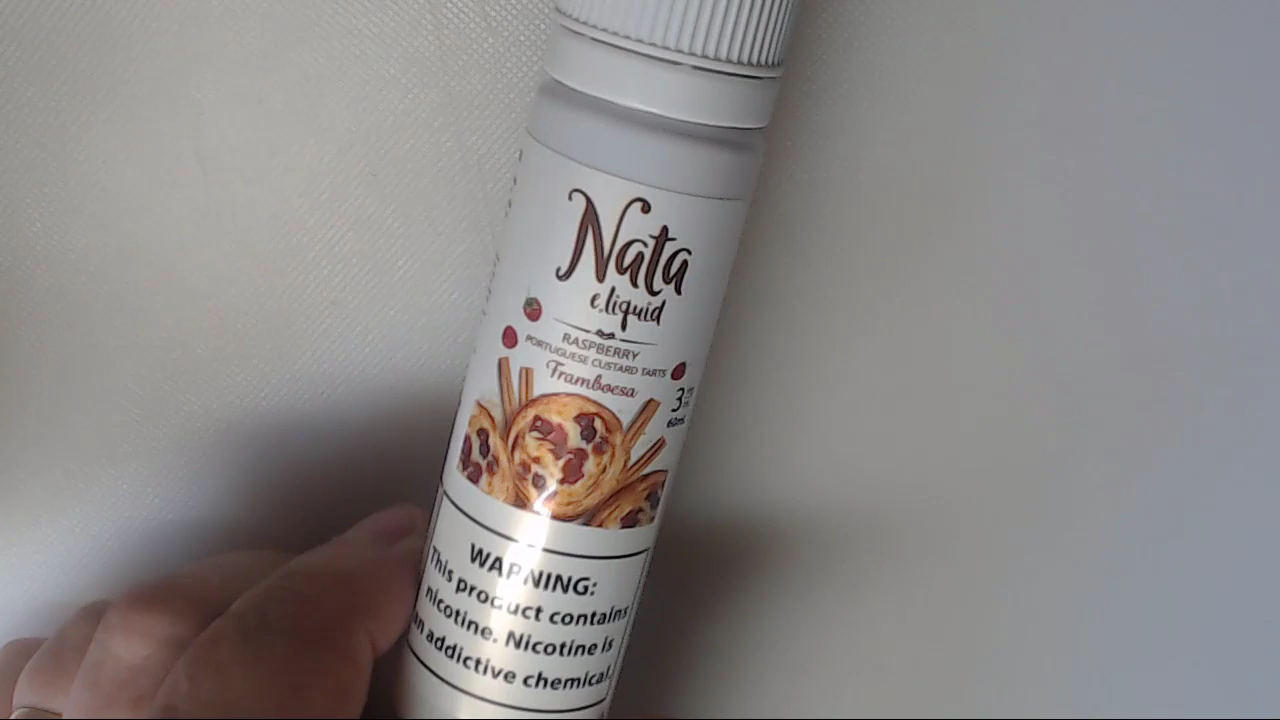 Nata
e.liquid
RASPBERRY
PORTUGUESE CUSTARD TARTS
Framboesa
3
60mL
WARNING:
This product contains
nicotine. Nicotine is
an addictive chemical.